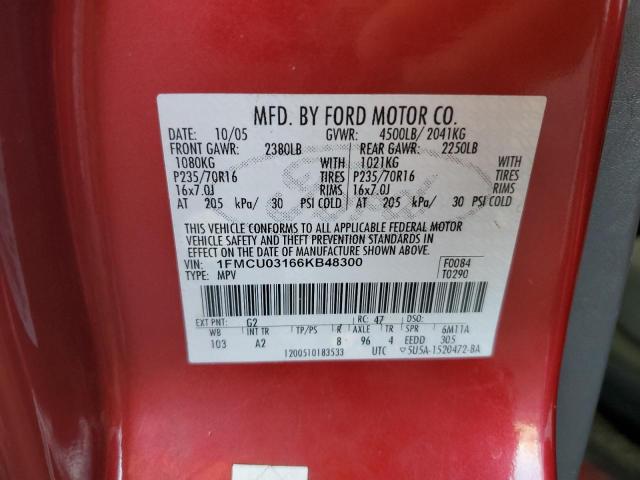 MFD. BY FORD MOTOR CO.
DATE: 10/05 GVWR: 4500LB/ 2041KG
FRONT GAWR: 2380LB REAR GAWR: 2250LB
1080KG WITH 1021KG WITH
P235/70R16 TIRES P235/70R16 TIRES
16x7.0J RIMS 16x7.0J RIMS
AT 205 kPa/ 30 PSI COLD AT 205 kPa/ 30 PSI COLD
THIS VEHICLE CONFORMS TO ALL APPLICABLE FEDERAL MOTOR
VEHICLE SAFETY AND THEFT PREVENTION STANDARDS IN
EFFECT ON THE DATE OF MANUFACTURE SHOWN ABOVE.
VIN: 1FMCU03166KB48300 F0084
TYPE: MPV T0290
EXT PNT: G2 RC: 47 DSO:
WB INT TR TP/PS R AXLE TR SPR 6M11A
103 A2 8 96 4 EEDD 305
1200510183533 UTC 5U5A-1520472-BA